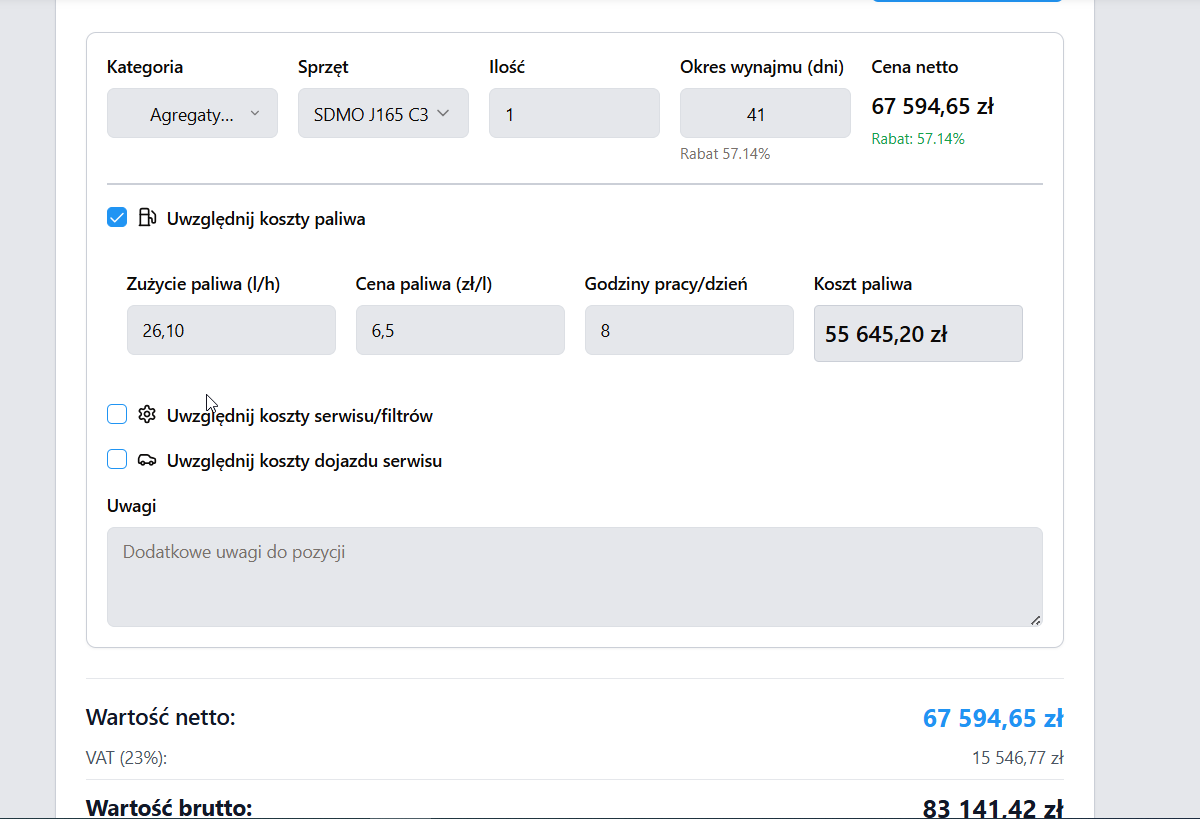 Kategoria Sprzęt Ilość Okres wynajmu (dni) Cena netto
Agregaty... SDMO J165 C3 1 41 67 594,65 zł
Rabat 57.14% Rabat: 57.14%
Uwzględnij koszty paliwa
Zużycie paliwa (l/h) Cena paliwa (zł/l) Godziny pracy/dzień Koszt paliwa
26,10 6,5 8 55 645,20 zł
Uwzględnij koszty serwisu/filtrów
Uwzględnij koszty dojazdu serwisu
Uwagi
Dodatkowe uwagi do pozycji
Wartość netto: 67 594,65 zł
VAT (23%): 15 546,77 zł
Wartość brutto: 83 141,42 zł